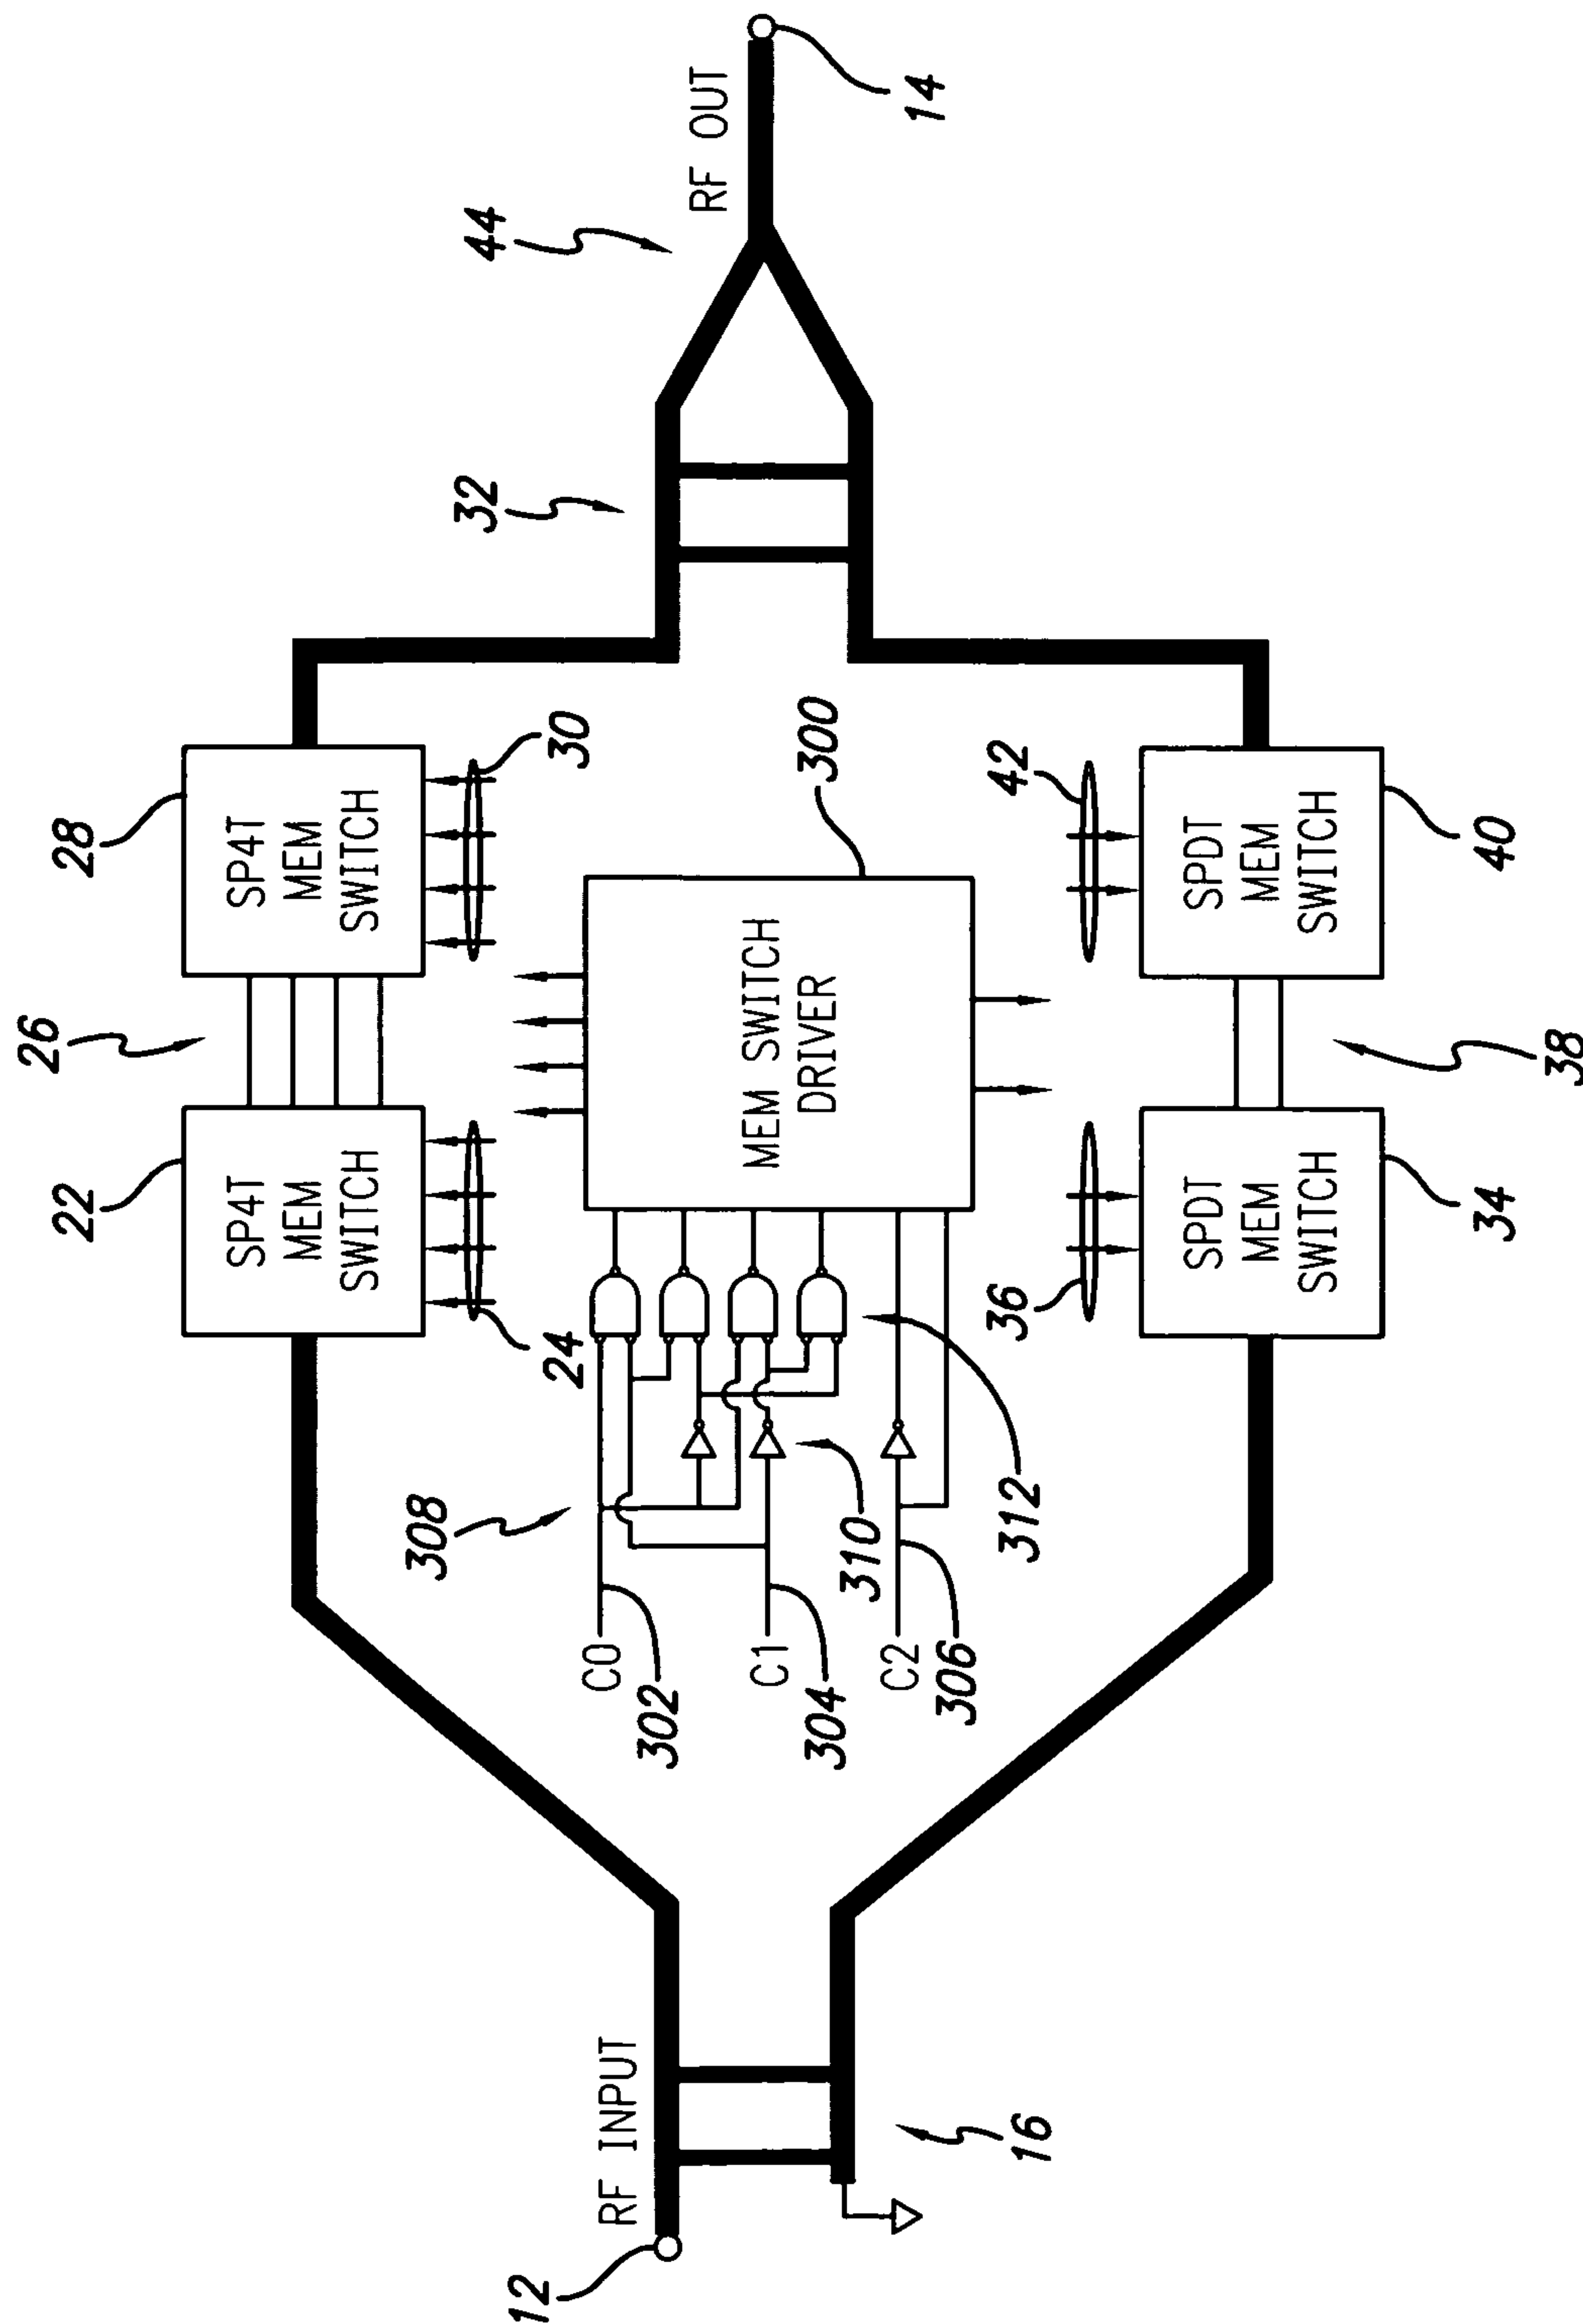 26
22
28
SP4T
MEM
SWITCH
SP4T
MEM
SWITCH
24
30
32
44
308
RF INPUT
12
RF OUT
14
C0
302
C1
304
C2
306
310
312
MEM SWITCH
DRIVER
300
16
36
42
SPDT
MEM
SWITCH
SPDT
MEM
SWITCH
34
40
38